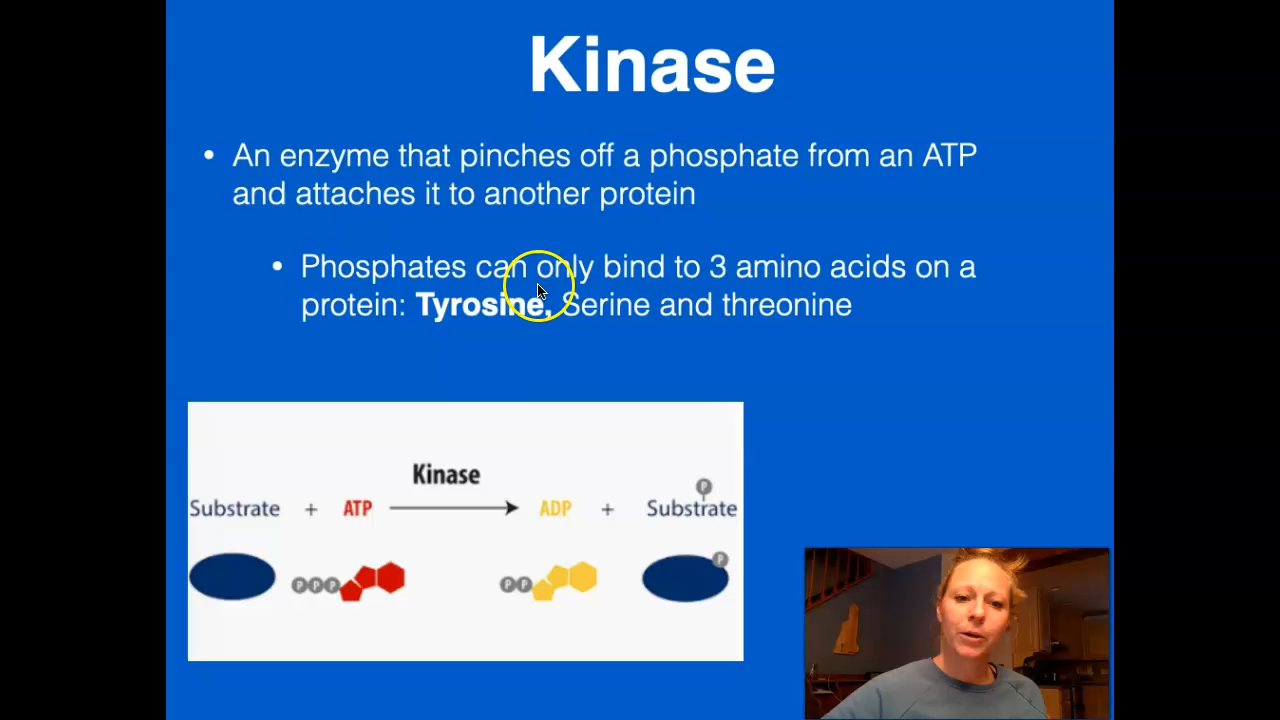 Kinase
• An enzyme that pinches off a phosphate from an ATP
and attaches it to another protein
• Phosphates can only bind to 3 amino acids on a
protein: Tyrosine, Serine and threonine
Kinase
Substrate + ATP ADP + Substrate
P
P P P
P P
P